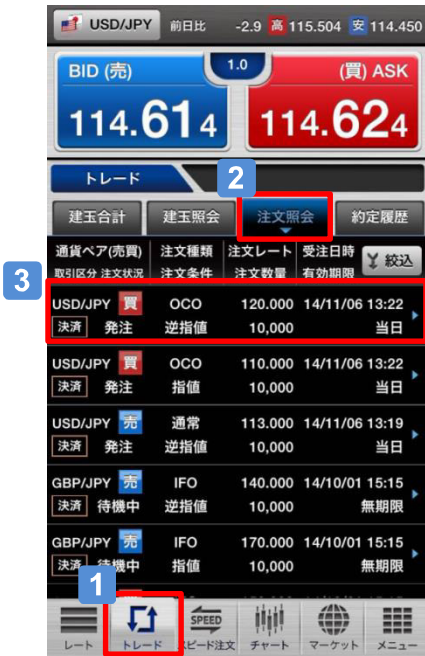 USD/JPY 前日比 -2.9 高 115.504 安 114.450
BID (売) 1.0 (買) ASK
114.614 114.624
トレード
2
建玉合計 建玉照会 注文照会 約定履歴
通貨ペア(売買) 注文種類 注文レート 受注日時 絞込
取引区分 注文状況 注文条件 注文数量 有効期限
3
USD/JPY 買 OCO 120.000 14/11/06 13:22
決済 発注 逆指値 10,000 当日
USD/JPY 買 OCO 110.000 14/11/06 13:22
決済 発注 指値 10,000 当日
USD/JPY 売 通常 113.000 14/11/06 13:19
決済 発注 逆指値 10,000 当日
GBP/JPY 売 IFO 140.000 14/10/01 15:15
決済 待機中 逆指値 10,000 無期限
GBP/JPY 売 IFO 170.000 14/10/01 15:15
決済 待機中 指値 10,000 無期限
1
SPEED
レート トレード スピード注文 チャート マーケット メニュー